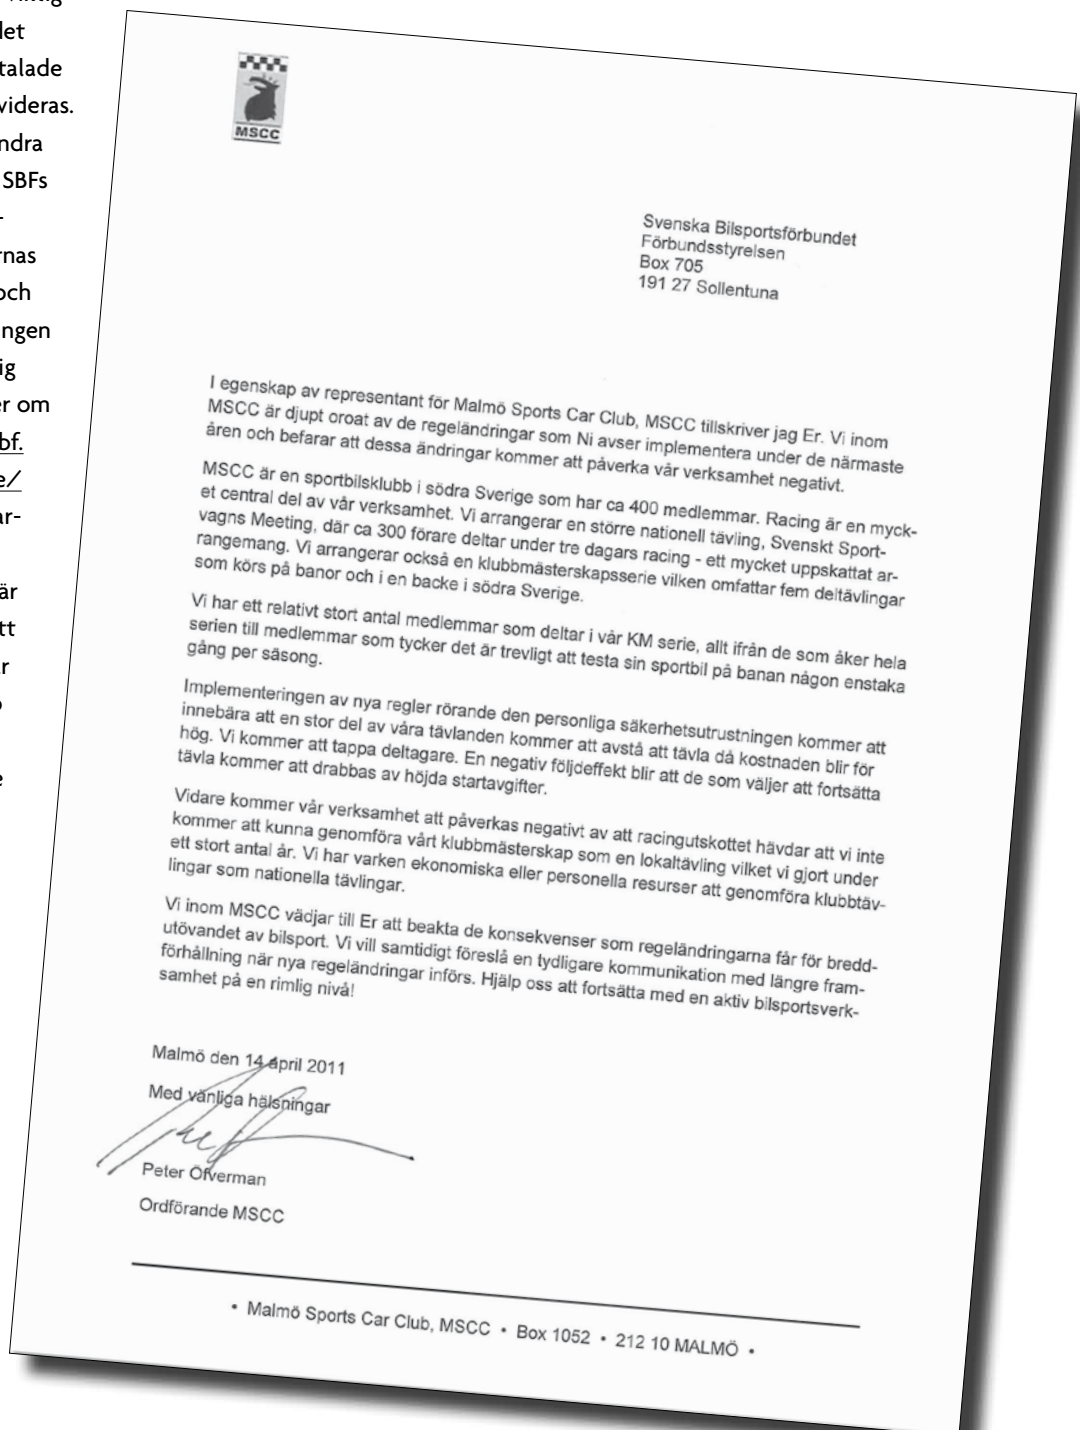 viktig
det
talade
videras.
ndra
SBFs
-
rnas
och
ngen
ig
er om
bf.
e/
ar-
är
tt
r
e
MSCC
Svenska Bilsportsförbundet
Förbundsstyrelsen
Box 705
191 27 Sollentuna
I egenskap av representant för Malmö Sports Car Club, MSCC tillskriver jag Er. Vi inom
MSCC är djupt oroat av de regeländringar som Ni avser implementera under de närmaste
åren och befarar att dessa ändringar kommer att påverka vår verksamhet negativt.
MSCC är en sportbilsklubb i södra Sverige som har ca 400 medlemmar. Racing är en myck-
et central del av vår verksamhet. Vi arrangerar en större nationell tävling, Svenskt Sport-
vagns Meeting, där ca 300 förare deltar under tre dagars racing - ett mycket uppskattat ar-
rangemang. Vi arrangerar också en klubbmästerskapsserie vilken omfattar fem deltävlingar
som körs på banor och i en backe i södra Sverige.
Vi har ett relativt stort antal medlemmar som deltar i vår KM serie, allt ifrån de som åker hela
serien till medlemmar som tycker det är trevligt att testa sin sportbil på banan någon enstaka
gång per säsong.
Implementeringen av nya regler rörande den personliga säkerhetsutrustningen kommer att
innebära att en stor del av våra tävlanden kommer att avstå att tävla då kostnaden blir för
hög. Vi kommer att tappa deltagare. En negativ följdeffekt blir att de som väljer att fortsätta
tävla kommer att drabbas av höjda startavgifter.
Vidare kommer vår verksamhet att påverkas negativt av att racingutskottet hävdar att vi inte
kommer att kunna genomföra vårt klubbmästerskap som en lokaltävling vilket vi gjort under
ett stort antal år. Vi har varken ekonomiska eller personella resurser att genomföra klubbtäv-
lingar som nationella tävlingar.
Vi inom MSCC vädjar till Er att beakta de konsekvenser som regeländringarna får för bredd-
utövandet av bilsport. Vi vill samtidigt föreslå en tydligare kommunikation med längre fram-
förhållning när nya regeländringar införs. Hjälp oss att fortsätta med en aktiv bilsportsverk-
samhet på en rimlig nivå!
Malmö den 14 april 2011
Med vänliga hälsningar
Peter Öfverman
Ordförande MSCC
• Malmö Sports Car Club, MSCC • Box 1052 • 212 10 MALMÖ •